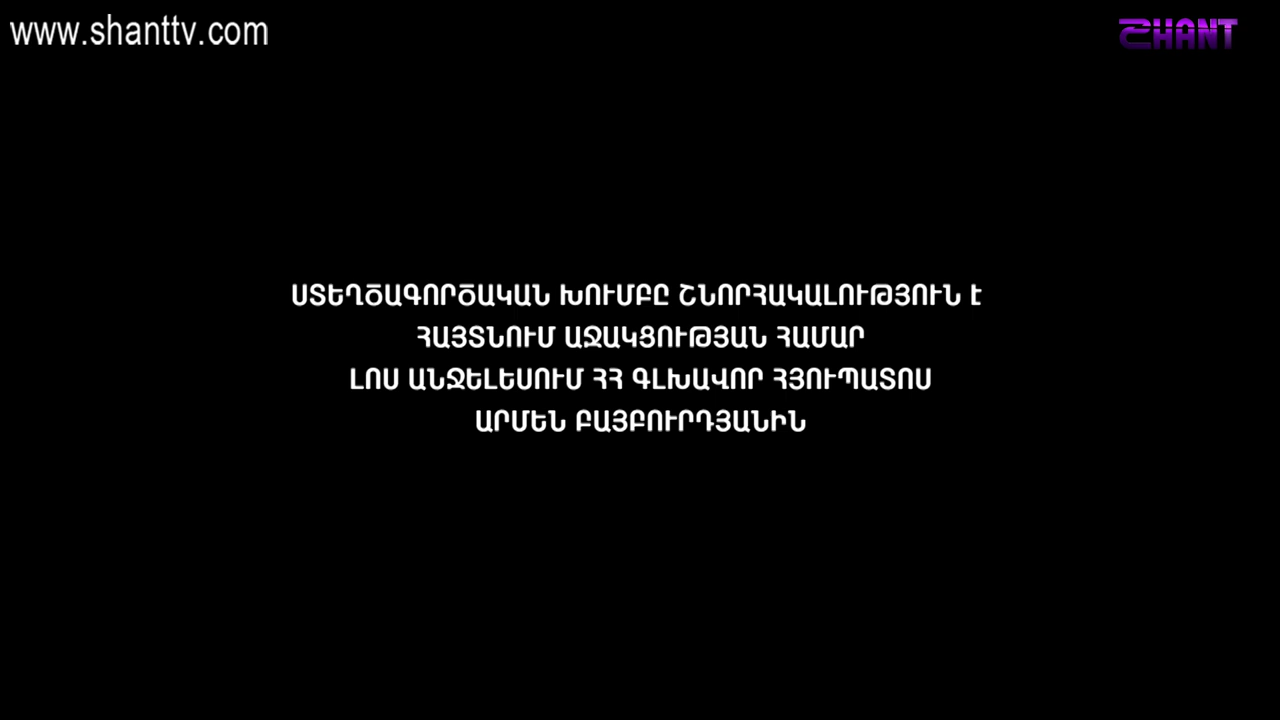 www.shanttv.com
SHANT
ՍՏԵՂԾԱԳՈՐԾԱԿԱՆ ԽՈՒՄԲԸ ՇՆՈՐՀԱԿԱԼՈՒԹՅՈՒՆ է
ՀԱՅՏՆՈՒՄ ԱՋԱԿՑՈՒԹՅԱՆ ՀԱՄԱՐ
ԼՈՍ ԱՆՋԵԼԵՍՈՒՄ ՀՀ ԳԼԽԱՎՈՐ ՀՅՈՒՊԱՏՈՍ
ԱՐՄԵՆ ԲԱՅԲՈՒՐԴՅԱՆԻՆ